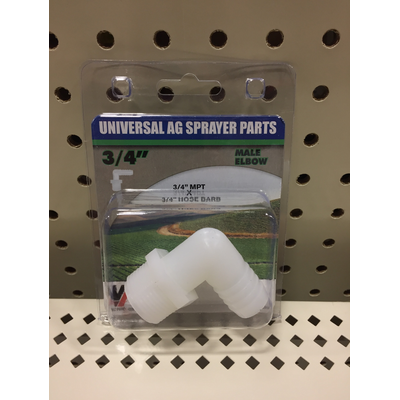 UNIVERSAL AG SPRAYER PARTS
3/4"
MALE
ELBOW
3/4" MPT
X
3/4" HOSE BARB